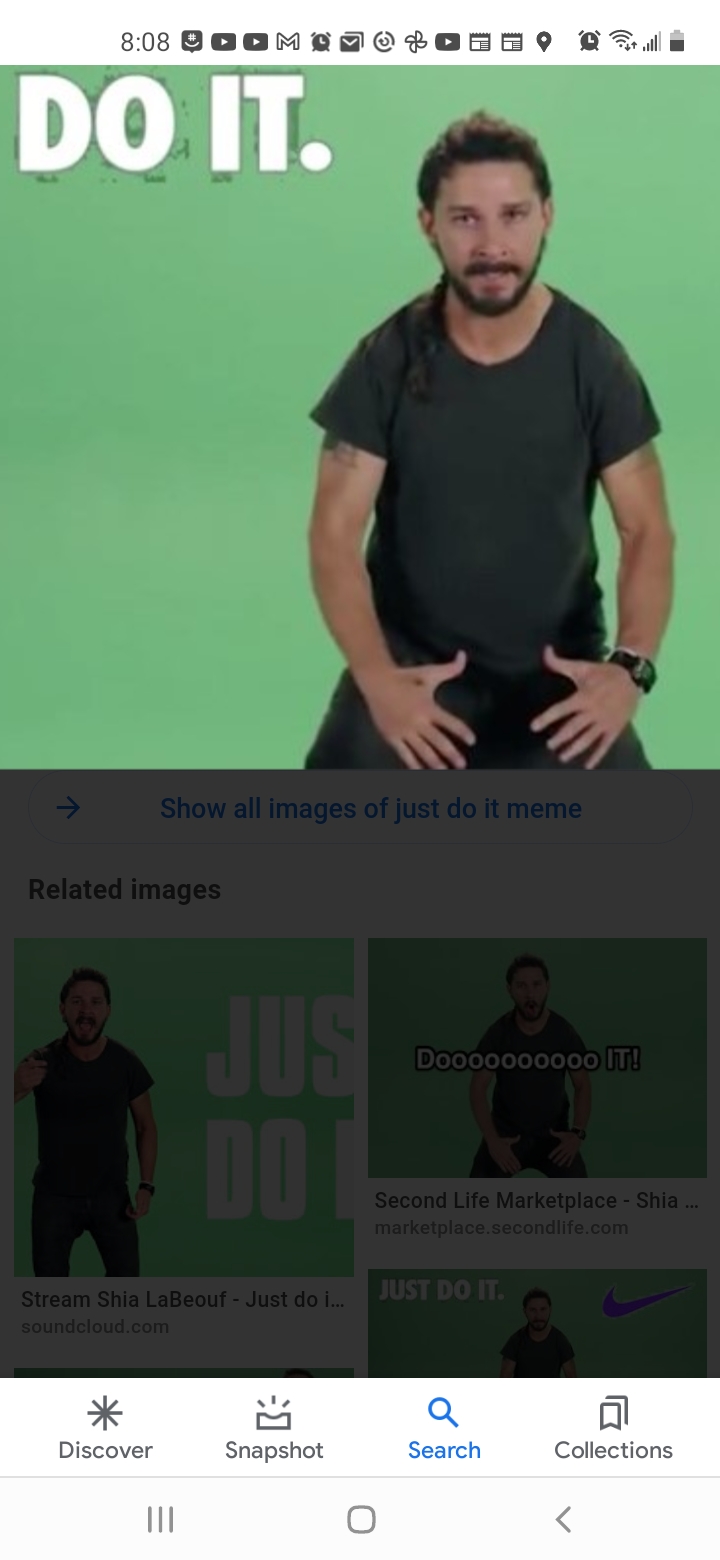 8:08
DO IT.
Show all images of just do it meme
Related images
JUS
DO I
Stream Shia LaBeouf - Just do i...
soundcloud.com
Doooooooooo IT!
Second Life Marketplace - Shia ...
marketplace.secondlife.com
JUST DO IT.
Discover
Snapshot
Search
Collections